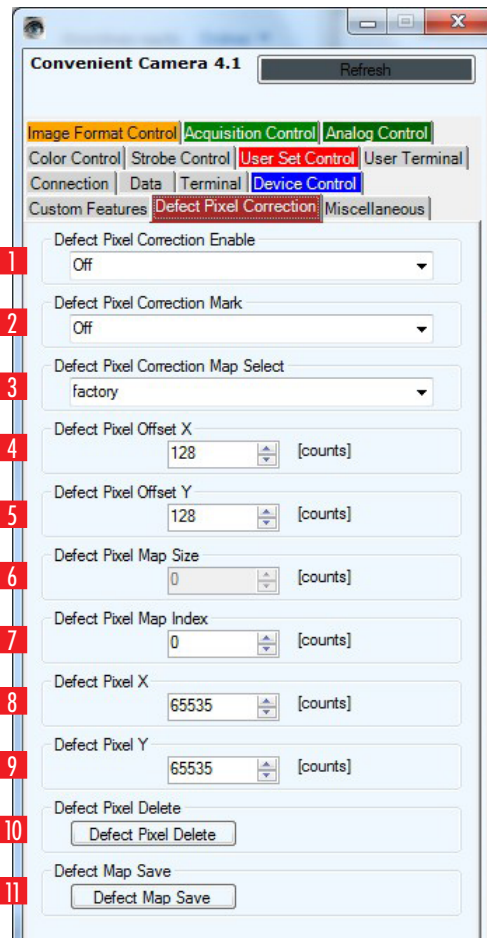 Convenient Camera 4.1
Refresh
Image Format Control Acquisition Control Analog Control
Color Control Strobe Control User Set Control User Terminal
Connection Data Terminal Device Control
Custom Features Defect Pixel Correction Miscellaneous
Defect Pixel Correction Enable
1 Off
Defect Pixel Correction Mark
2 Off
Defect Pixel Correction Map Select
3 factory
Defect Pixel Offset X
4 128 [counts]
Defect Pixel Offset Y
5 128 [counts]
Defect Pixel Map Size
6 0 [counts]
Defect Pixel Map Index
7 0 [counts]
Defect Pixel X
8 65535 [counts]
Defect Pixel Y
9 65535 [counts]
Defect Pixel Delete
10 Defect Pixel Delete
Defect Map Save
11 Defect Map Save